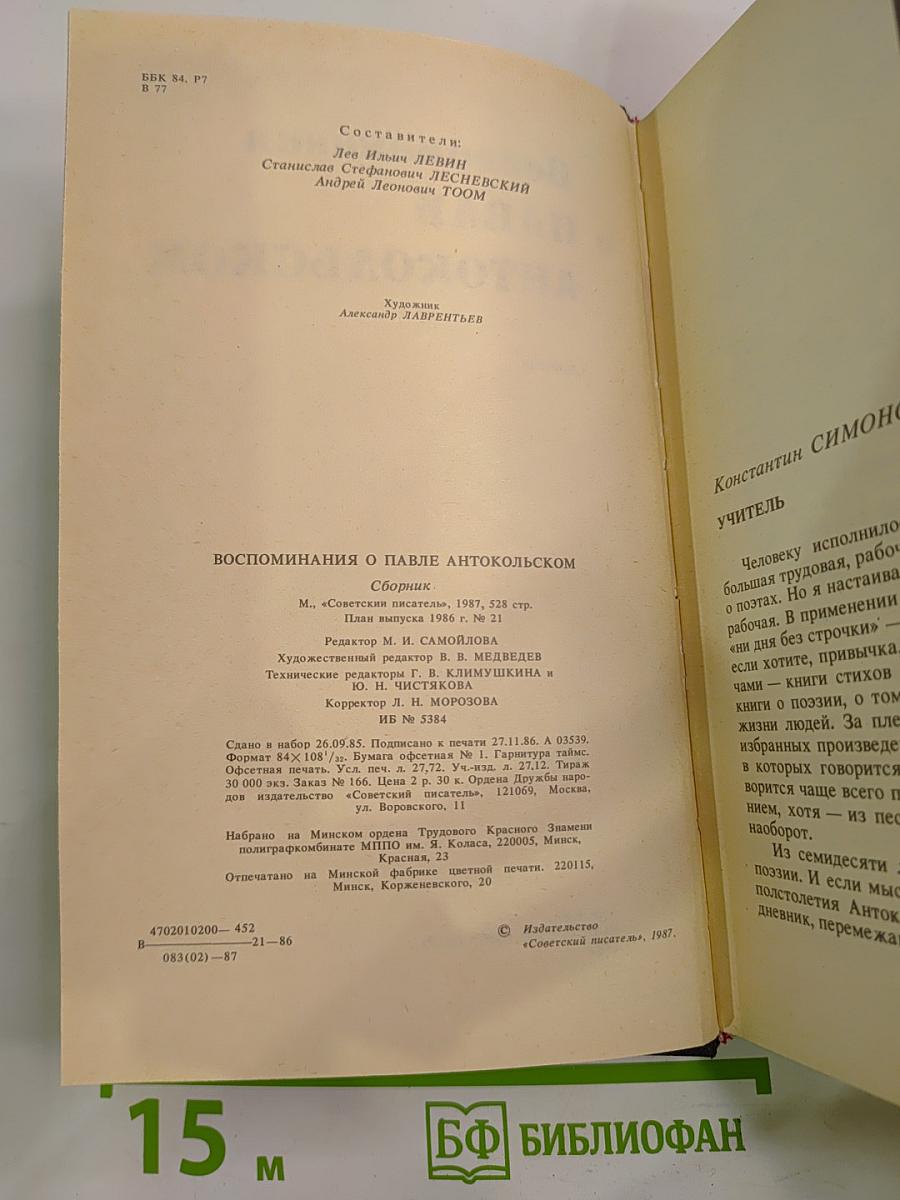 ББК 84. Р7
В 77
Составители:
Лев Ильич ЛЕВИН
Станислав Стефанович ЛЕСНЕВСКИЙ
Андрей Леонович ТООМ
Художник
Александр ЛАВРЕНТЬЕВ
ВОСПОМИНАНИЯ О ПАВЛЕ АНТОКОЛЬСКОМ
Сборник
М., «Советский писатель», 1987, 528 стр.
План выпуска 1986 г. № 21
Редактор М. И. САМОЙЛОВА
Художественный редактор В. В. МЕДВЕДЕВ
Технические редакторы Г. В. КЛИМУШКИНА и
Ю. Н. ЧИСТЯКОВА
Корректор Л. Н. МОРОЗОВА
ИБ № 5384
Сдано в набор 26.09.85. Подписано к печати 27.11.86. А 03539.
Формат 84×108¹/₃₂. Бумага офсетная № 1. Гарнитура таймс.
Офсетная печать. Усл. печ. л. 27,72. Уч.-изд. л. 27,12. Тираж
30 000 экз. Заказ № 166. Цена 2 р. 30 к. Ордена Дружбы наро-
дов издательство «Советский писатель», 121069, Москва,
ул. Воровского, 11
Набрано на Минском ордена Трудового Красного Знамени
полиграфкомбинате МППО им. Я. Коласа, 220005, Минск,
Красная, 23
Отпечатано на Минской фабрике цветной печати. 220115,
Минск, Корженевского, 20
4702010200— 452
В————21—86
083(02)—87
© Издательство
«Советский писатель», 1987.
Константин СИМОНО
УЧИТЕЛЬ
Человеку исполнило
большая трудовая, рабоч
о поэтах. Но я настаива
рабочая. В применении
«ни дня без строчки» —
если хотите, привычка.
чами — книги стихов
книги о поэзии, о том
жизни людей. За пле
избранных произведе
в которых говорится
ворится чаще всего п
нием, хотя — из пес
наоборот.
Из семидесяти л
поэзии. И если мыс
полстолетия Анток
дневник, перемежа
15 м
БФ БИБЛИОФАН